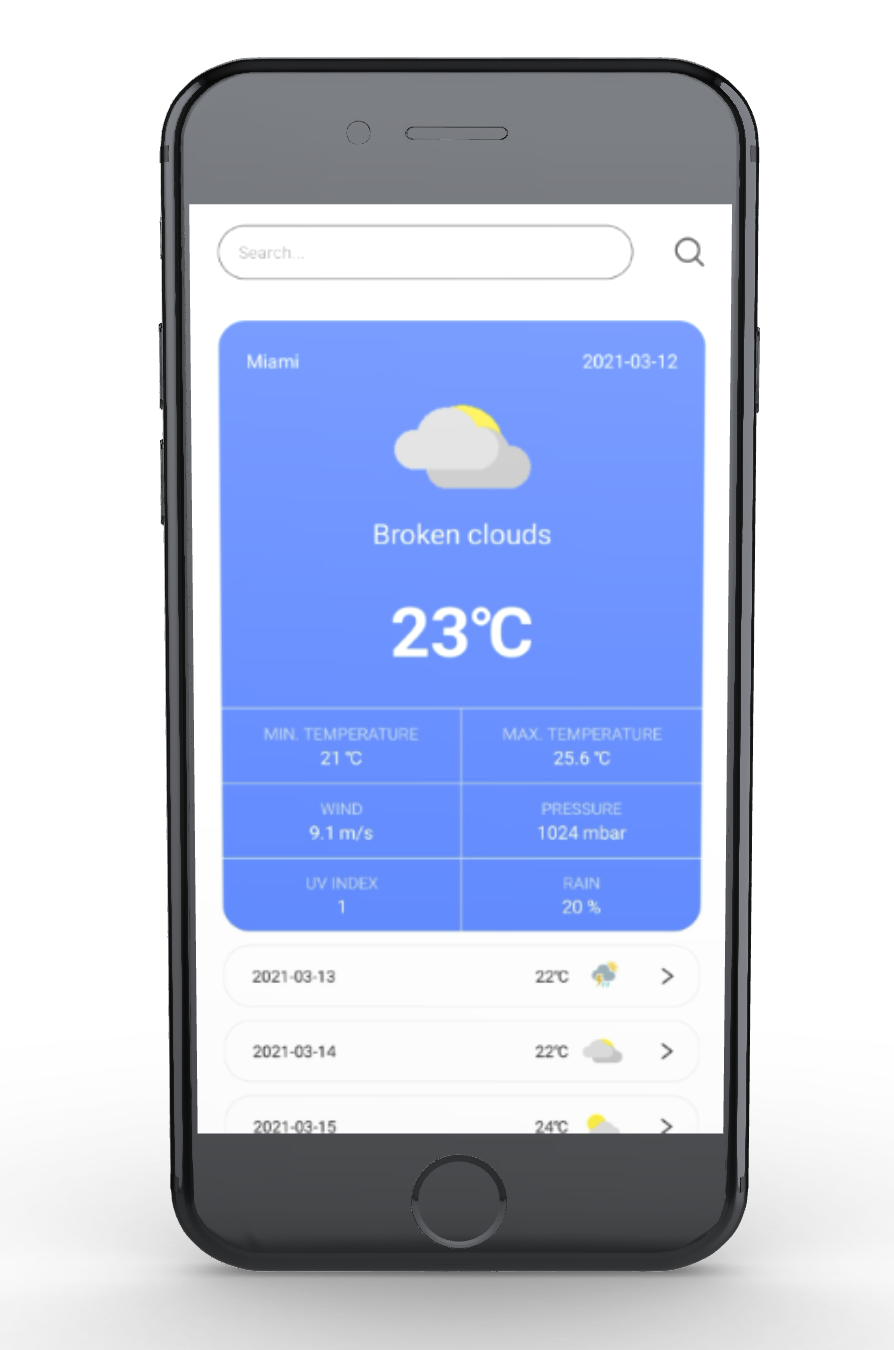 Search...
Miami 2021-03-12
Broken clouds
23°C
MIN. TEMPERATURE MAX. TEMPERATURE
21 °C 25.6 °C
WIND PRESSURE
9.1 m/s 1024 mbar
UV INDEX RAIN
1 20 %
2021-03-13 22°C
2021-03-14 22°C
2021-03-15 24°C